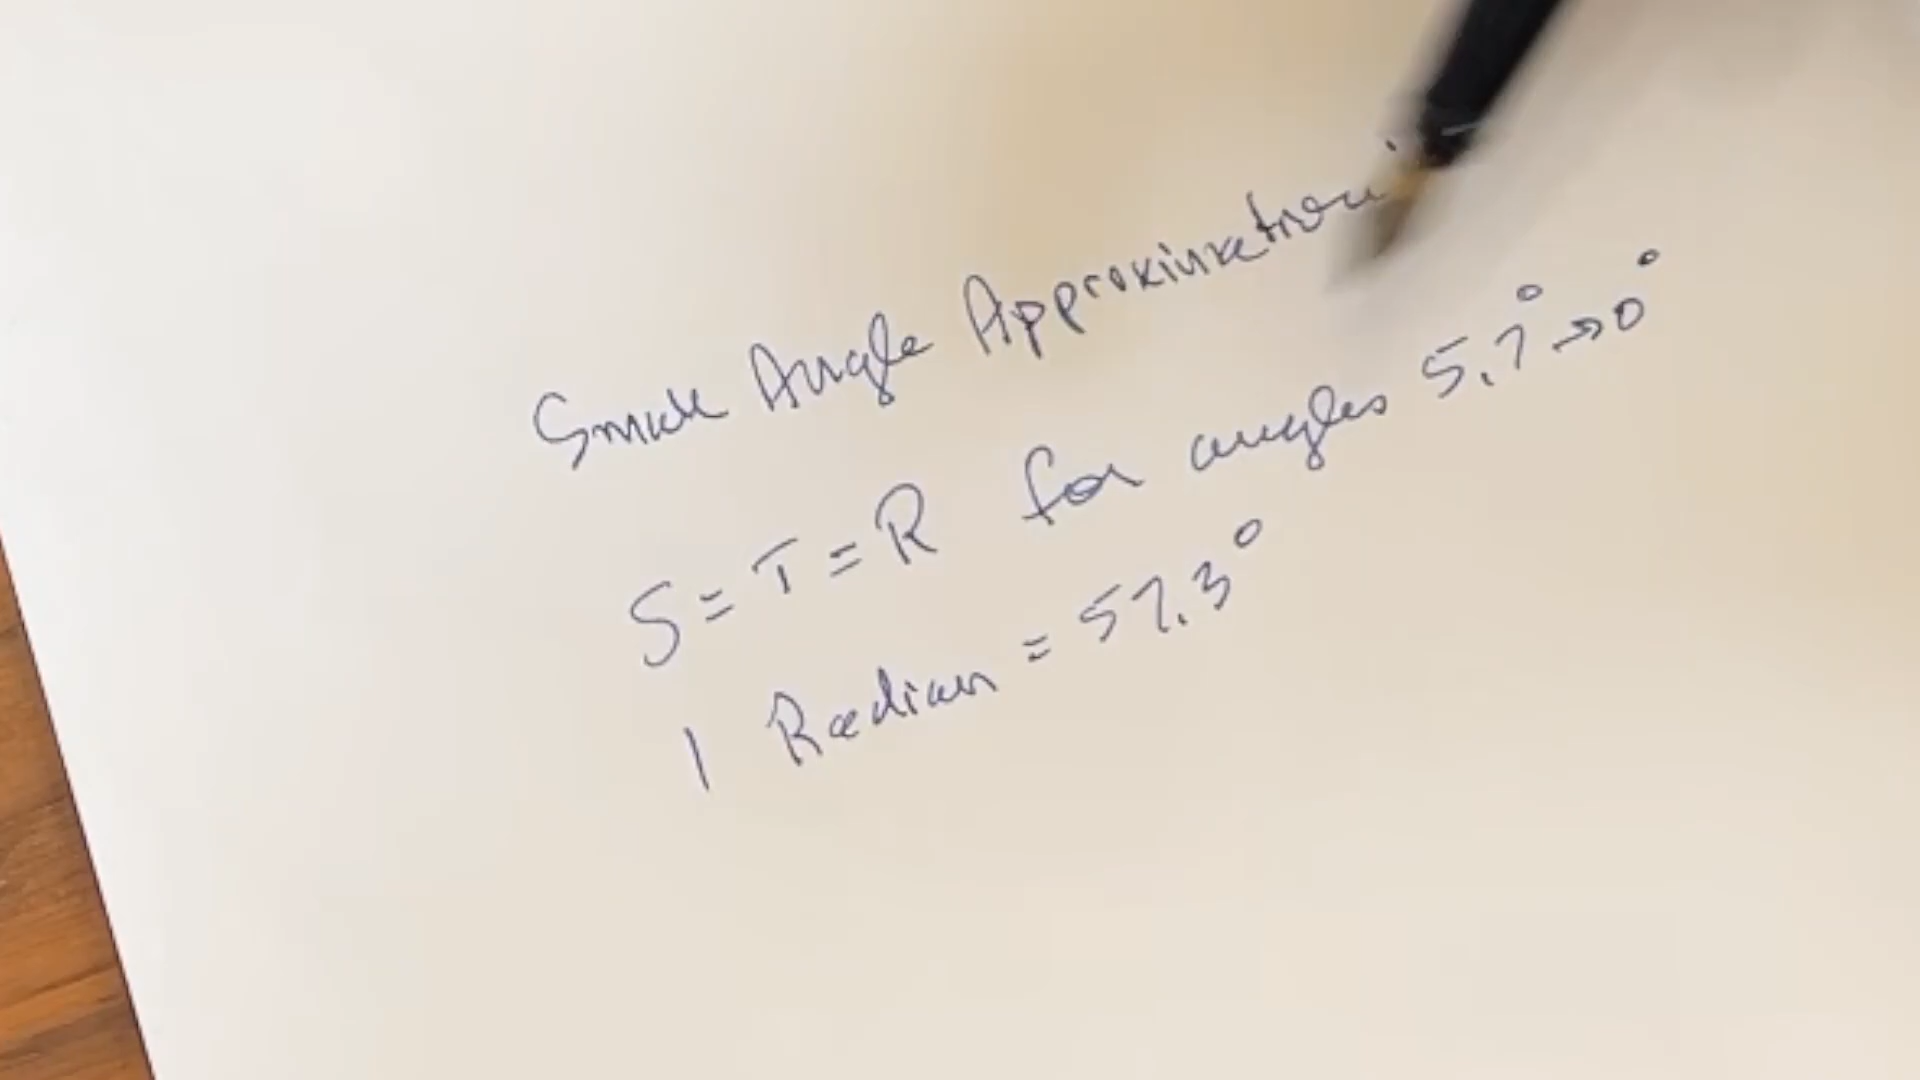 Small Angle Approximation
S = T = R for angles 5.7° → 0°
1 Radian = 57.3°